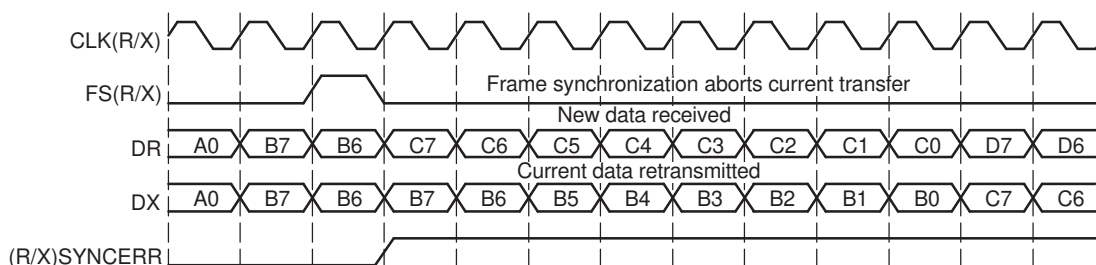 CLK(R/X)
FS(R/X) Frame synchronization aborts current transfer
New data received
DR A0 B7 B6 C7 C6 C5 C4 C3 C2 C1 C0 D7 D6
Current data retransmitted
DX A0 B7 B6 B7 B6 B5 B4 B3 B2 B1 B0 C7 C6
(R/X)SYNCERR